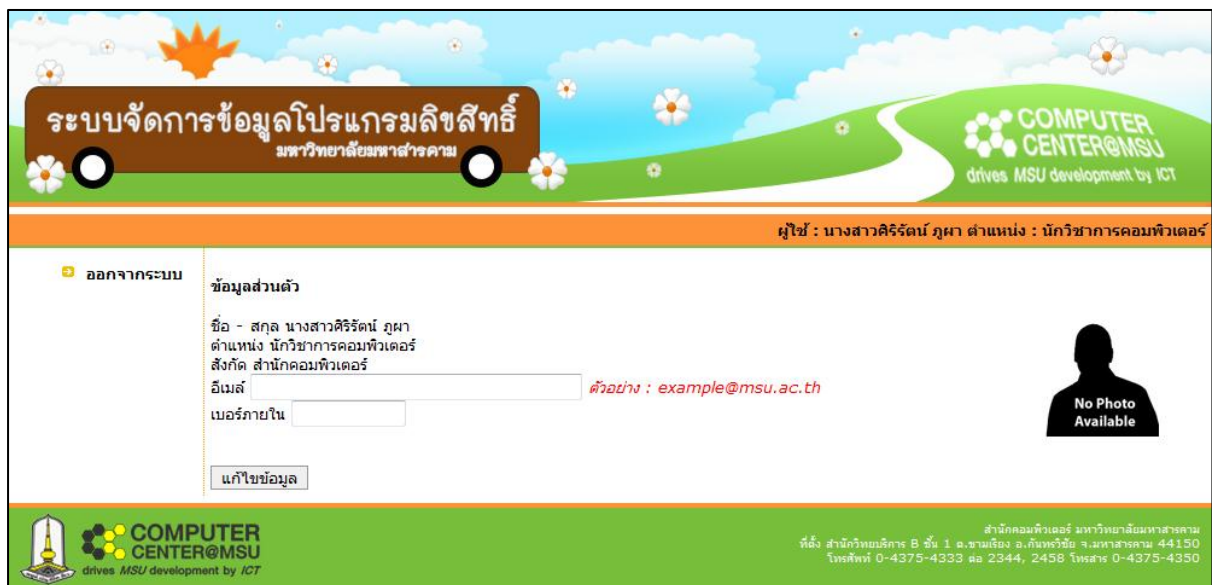 ระบบจัดการข้อมูลโปรแกรมลิขสิทธิ์
มหาวิทยาลัยมหาสารคาม
COMPUTER
CENTER@MSU
drives MSU development by ICT
ผู้ใช้ : นางสาวศิริรัตน์ ภูผา ตำแหน่ง : นักวิชาการคอมพิวเตอร์
ออกจากระบบ
ข้อมูลส่วนตัว
ชื่อ - สกุล นางสาวศิริรัตน์ ภูผา
ตำแหน่ง นักวิชาการคอมพิวเตอร์
สังกัด สำนักคอมพิวเตอร์
อีเมล์ ตัวอย่าง : example@msu.ac.th
เบอร์ภายใน
No Photo
Available
แก้ไขข้อมูล
COMPUTER
CENTER@MSU
drives MSU development by ICT
สำนักคอมพิวเตอร์ มหาวิทยาลัยมหาสารคาม
ที่ตั้ง สำนักวิทยบริการ B ชั้น 1 ต.ขามเรียง อ.กันทรวิชัย จ.มหาสารคาม 44150
โทรศัพท์ 0-4375-4333 ต่อ 2344, 2458 โทรสาร 0-4375-4350